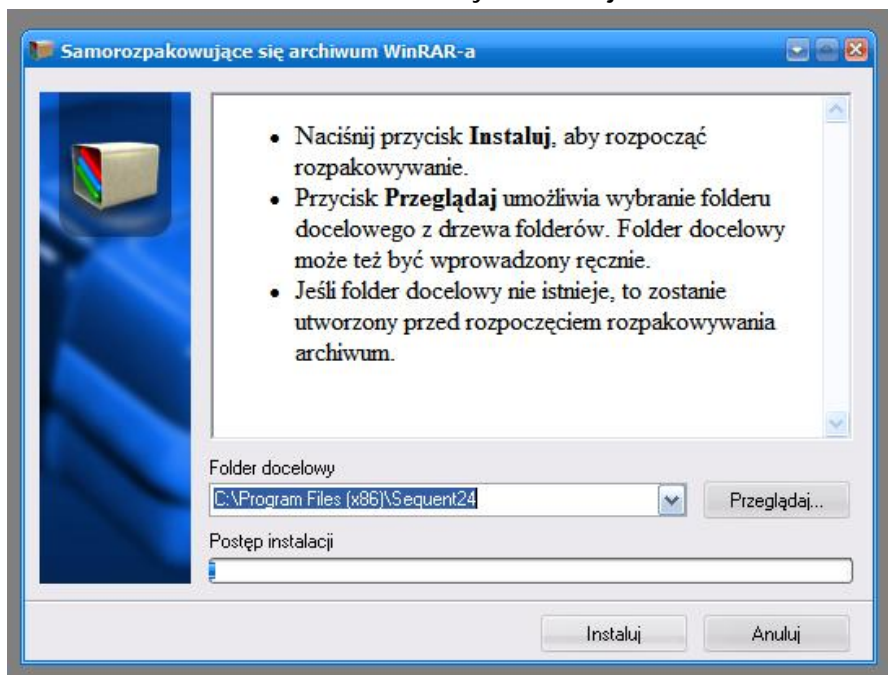 Samorozpakowujące się archiwum WinRAR-a
• Naciśnij przycisk Instaluj, aby rozpocząć
rozpakowywanie.
• Przycisk Przeglądaj umożliwia wybranie folderu
docelowego z drzewa folderów. Folder docelowy
może też być wprowadzony ręcznie.
• Jeśli folder docelowy nie istnieje, to zostanie
utworzony przed rozpoczęciem rozpakowywania
archiwum.
Folder docelowy
C:\Program Files (x86)\Sequent24
Przeglądaj...
Postęp instalacji
Instaluj
Anuluj